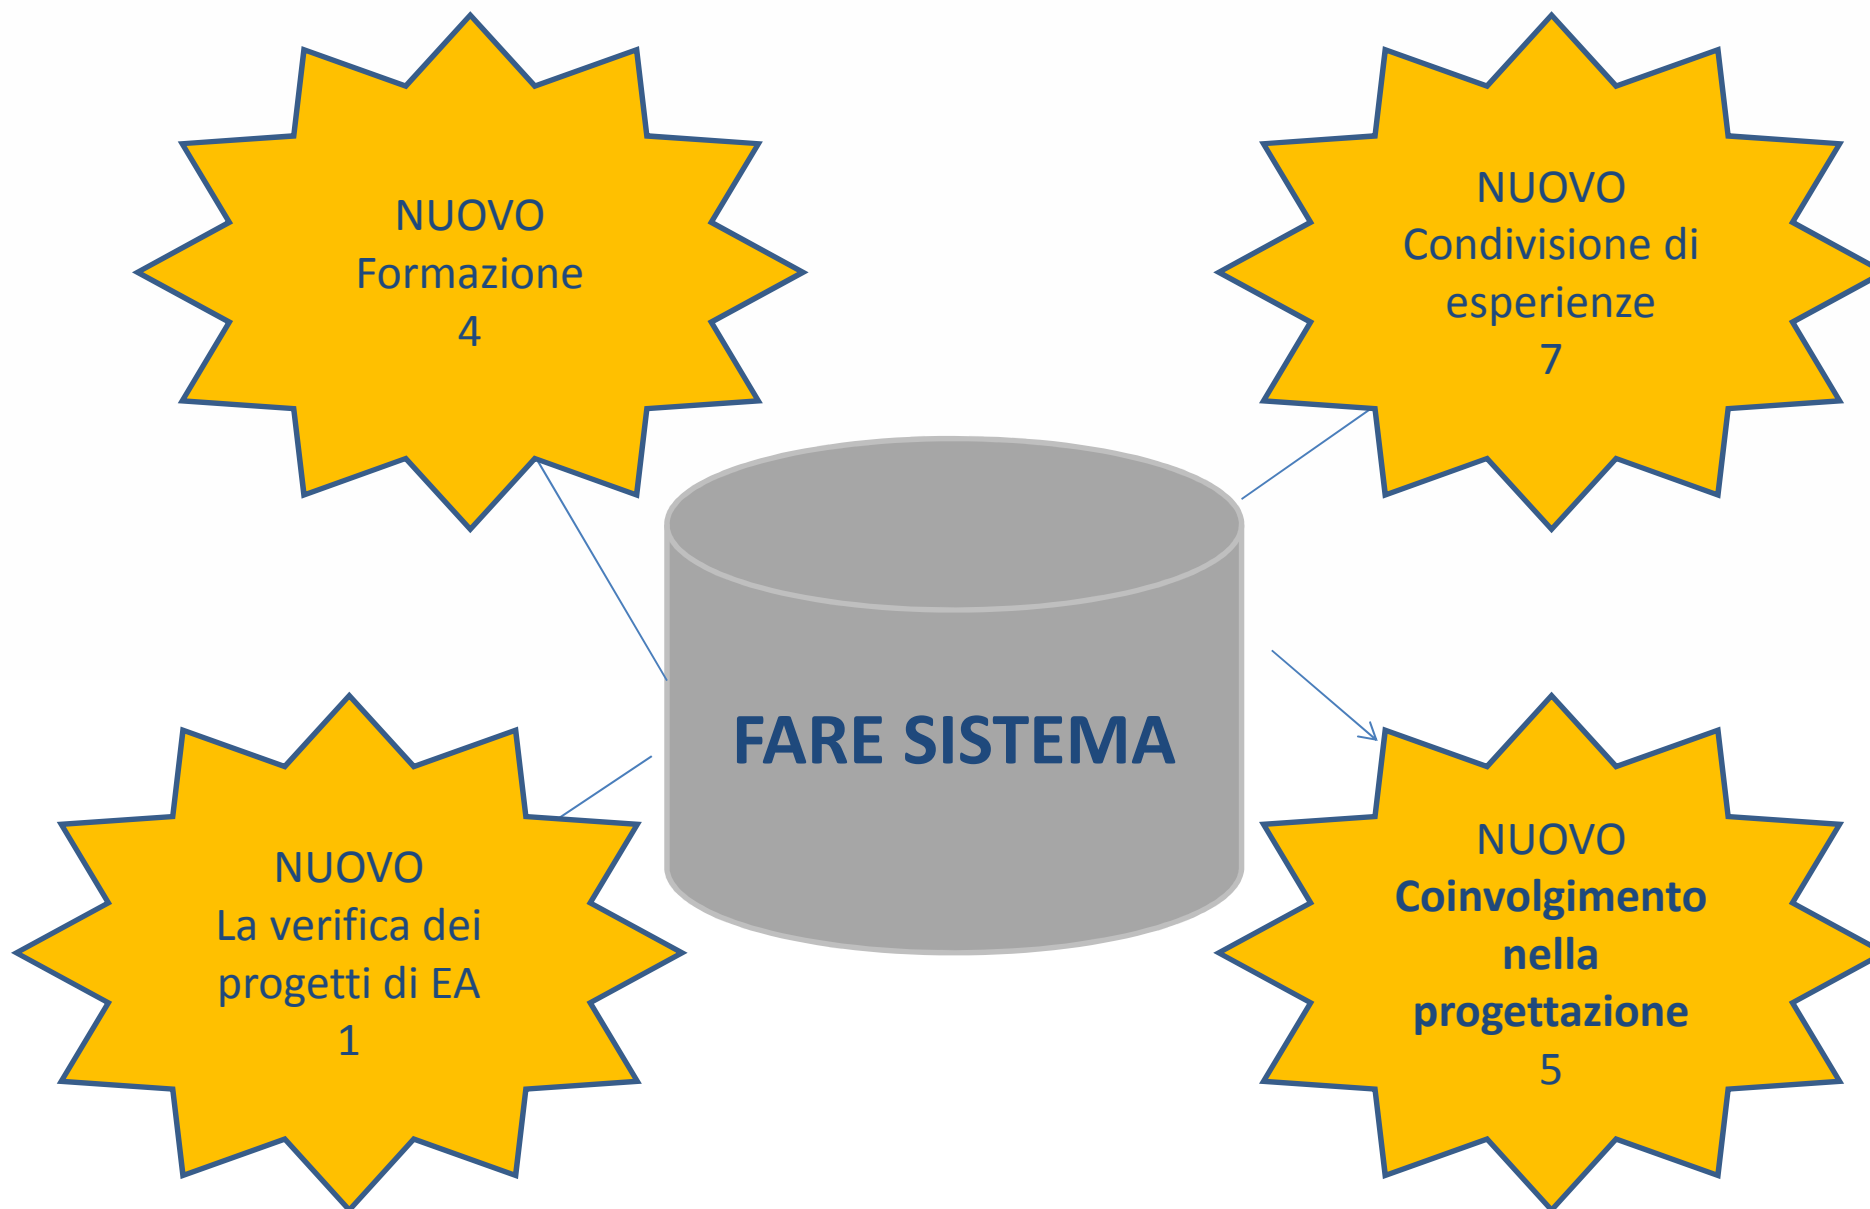 NUOVO
Formazione
4
NUOVO
Condivisione di
esperienze
7
FARE SISTEMA
NUOVO
La verifica dei
progetti di EA
1
NUOVO
Coinvolgimento
nella
progettazione
5